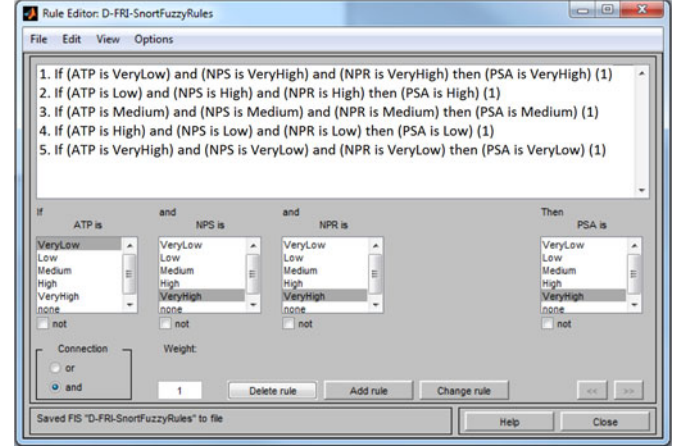 Rule Editor: D-FRI-SnortFuzzyRules
File Edit View Options
1. If (ATP is VeryLow) and (NPS is VeryHigh) and (NPR is VeryHigh) then (PSA is VeryHigh) (1)
2. If (ATP is Low) and (NPS is High) and (NPR is High) then (PSA is High) (1)
3. If (ATP is Medium) and (NPS is Medium) and (NPR is Medium) then (PSA is Medium) (1)
4. If (ATP is High) and (NPS is Low) and (NPR is Low) then (PSA is Low) (1)
5. If (ATP is VeryHigh) and (NPS is VeryLow) and (NPR is VeryLow) then (PSA is VeryLow) (1)
If and and Then
ATP is NPS is NPR is PSA is
VeryLow VeryLow VeryLow VeryLow
Low Low Low Low
Medium Medium Medium Medium
High High High High
VeryHigh VeryHigh VeryHigh VeryHigh
none none none none
not not not not
Connection Weight:
or
and 1 Delete rule Add rule Change rule << >>
Saved FIS "D-FRI-SnortFuzzyRules" to file Help Close